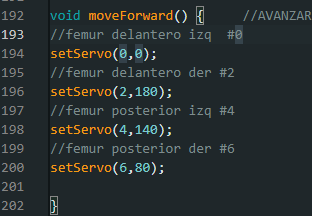 192 void moveForward() { //AVANZAR
193 //femur delantero izq #0
194 setServo(0,0);
195 //femur delantero der #2
196 setServo(2,180);
197 //femur posterior izq #4
198 setServo(4,140);
199 //femur posterior der #6
200 setServo(6,80);
201
202 }